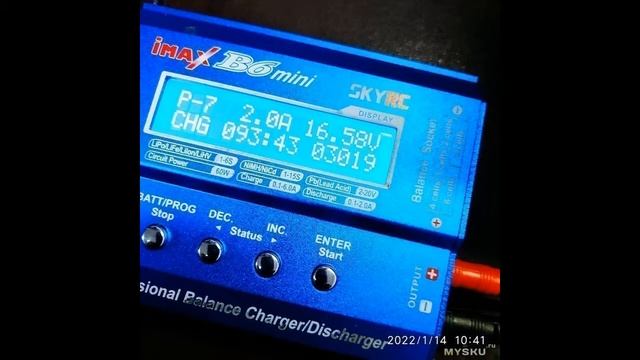 iMAX B6 mini
SKYRC
DISPLAY
P-7 2.0A 16.58V
CHG 093:43 03019
LiPo/LiFe/LiIon/LiHV 1-6S
NiMH/NiCd 1-15S
Pb(Lead Acid) 2-20V
Circuit Power 60W
Charge 0.1-6.0A
Discharge 0.1-2.0A
BATT/PROG
Stop
DEC.
INC.
◄ Status ►
ENTER
Start
Balance Socket
OUTPUT
+
−
sional Balance Charger/Discharger
2022/1/14 10:41
MYSKU.ru